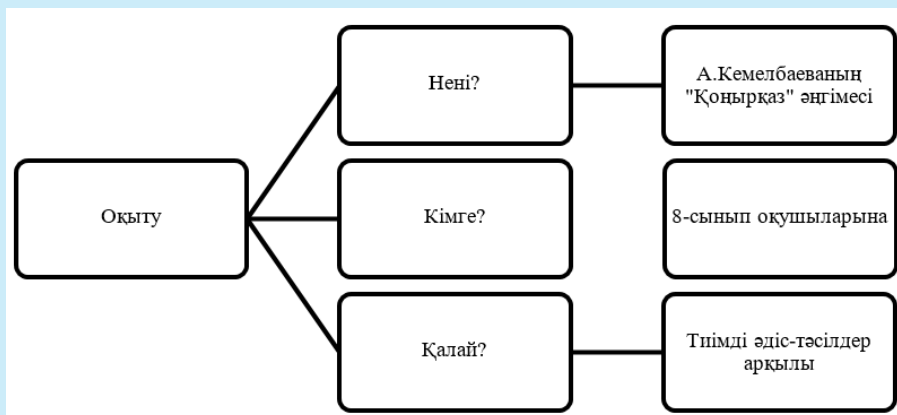 Оқыту
Нені?
А.Кемелбаеваның
"Қоңырқаз" әңгімесі
Кімге?
8-сынып оқушыларына
Қалай?
Тиімді әдіс-тәсілдер
арқылы